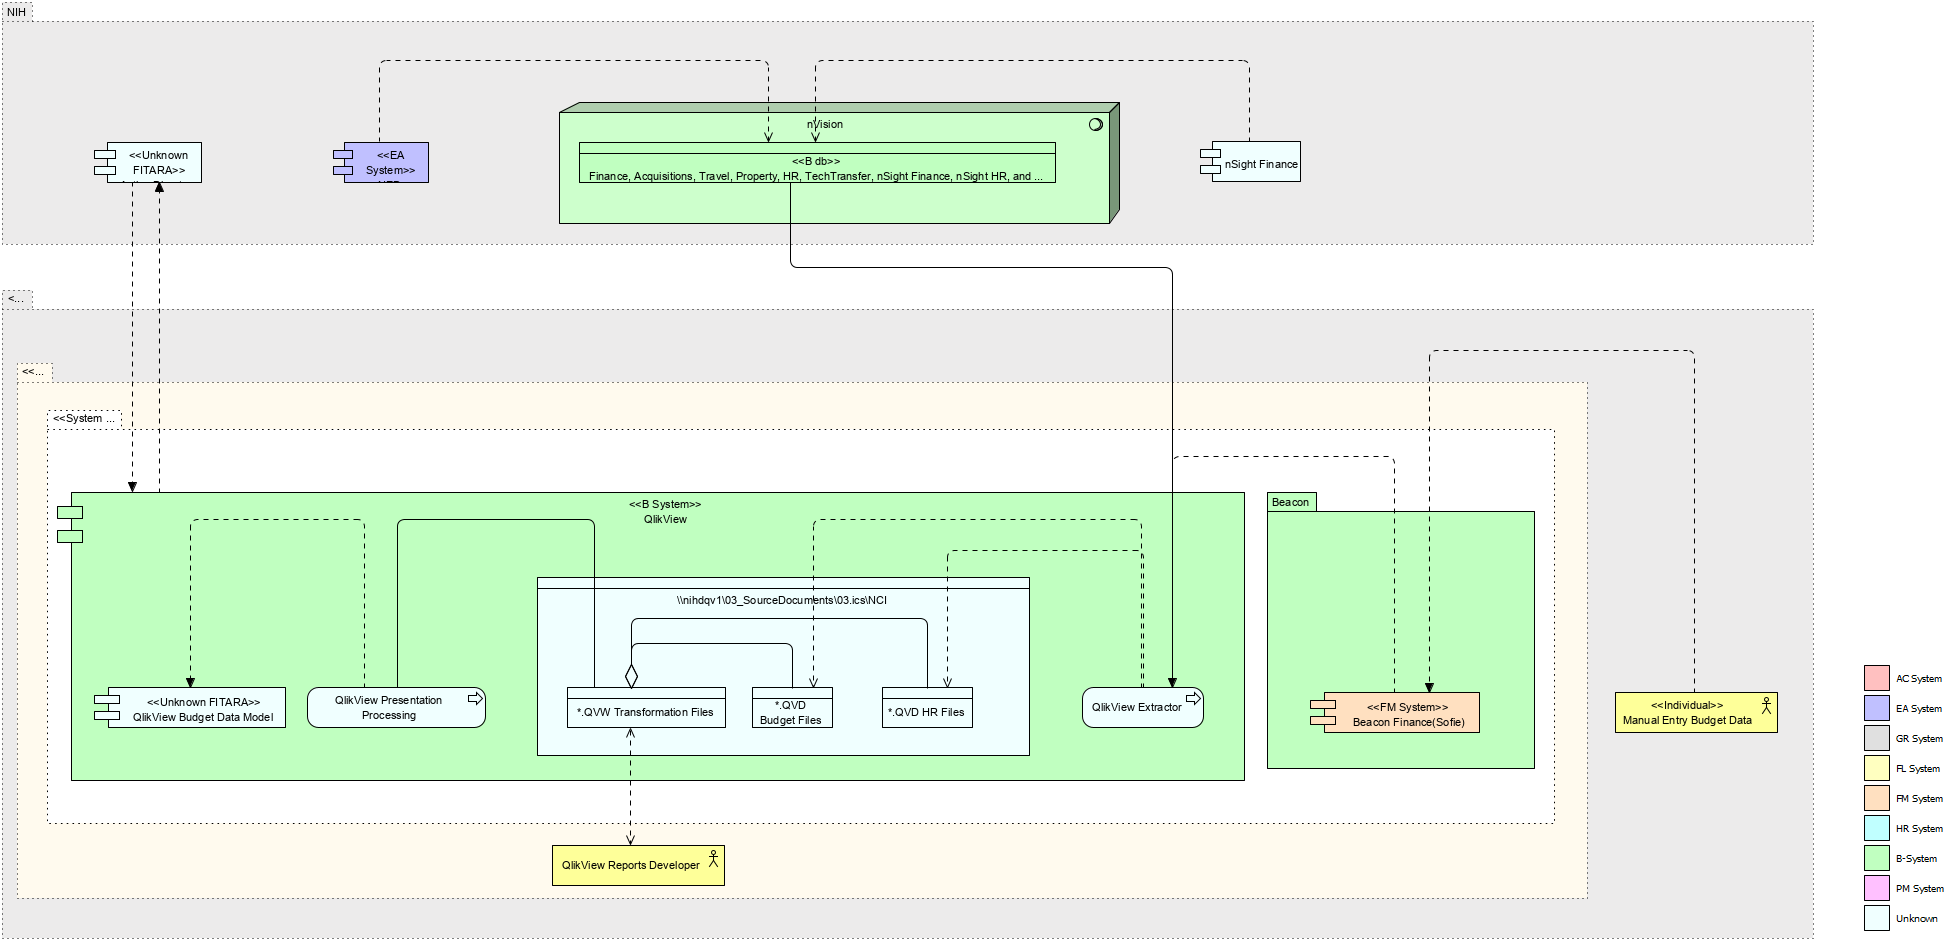 NIH
<<Unknown
FITARA>>
<<EA
System>>
nVision
<<B db>>
Finance, Acquisitions, Travel, Property, HR, TechTransfer, nSight Finance, nSight HR, and ...
nSight Finance
<...
<<...
<<System ...
<<B System>>
QlikView
Beacon
\\nihdqv1\03_SourceDocuments\03.ics\NCI
<<Unknown FITARA>>
QlikView Budget Data Model
QlikView Presentation
Processing
*.QVW Transformation Files
*.QVD
Budget Files
*.QVD HR Files
QlikView Extractor
<<FM System>>
Beacon Finance(Sofie)
<<Individual>>
Manual Entry Budget Data
QlikView Reports Developer
AC System
EA System
GR System
FL System
FM System
HR System
B-System
PM System
Unknown